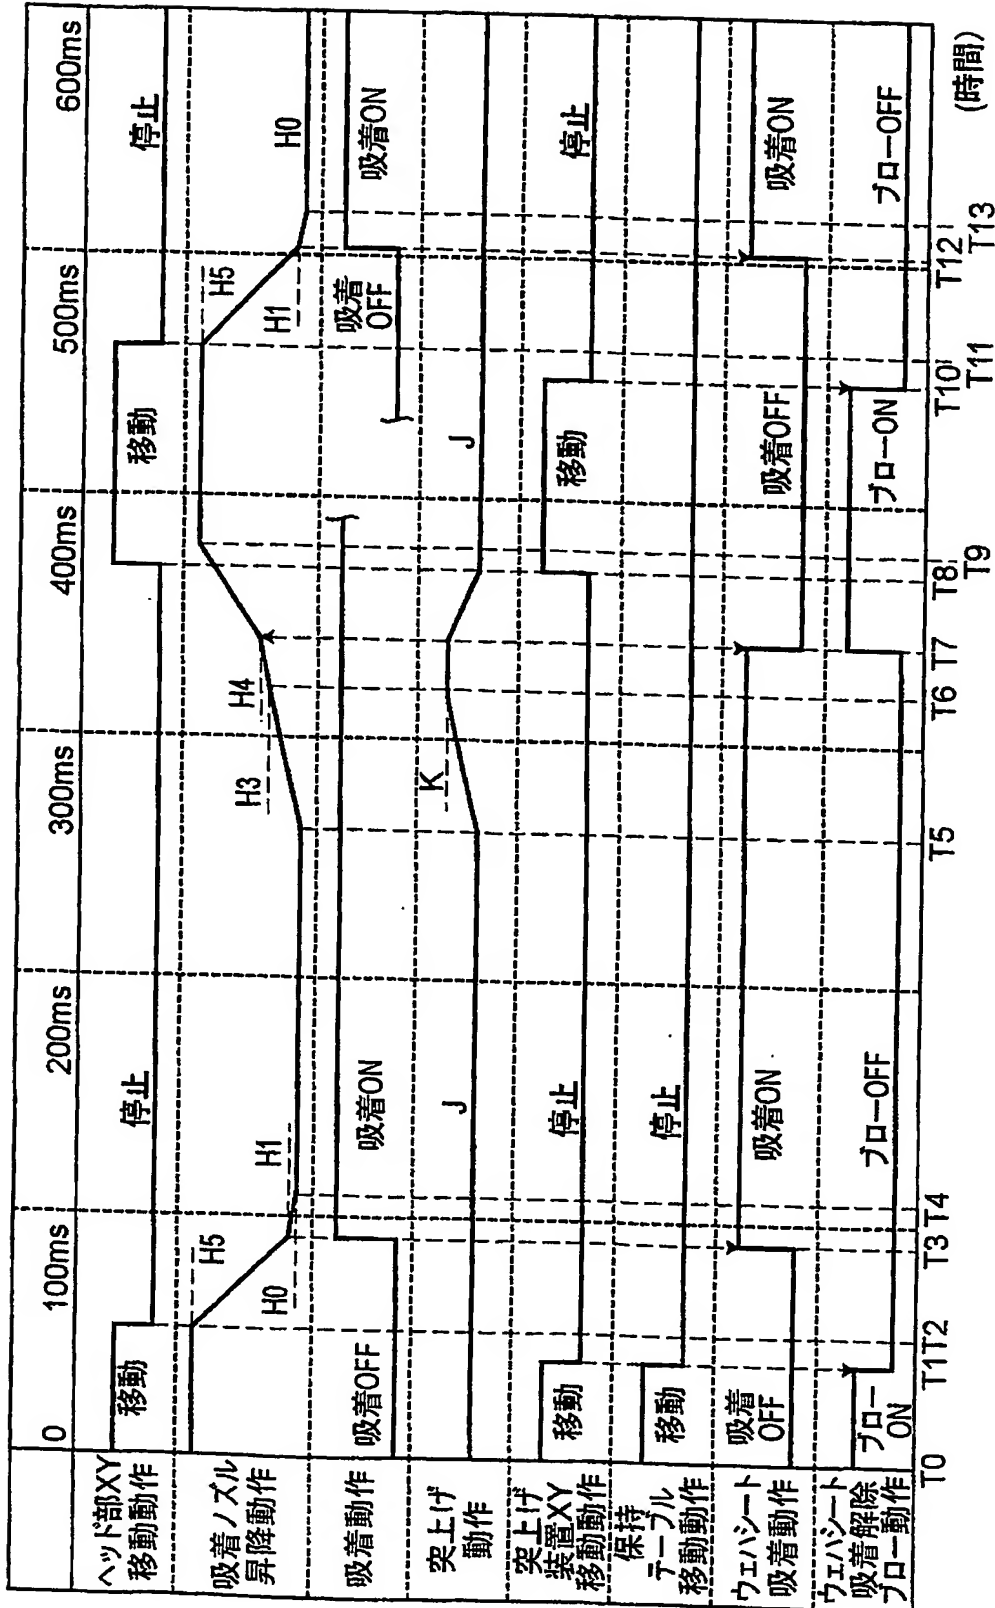 0
100ms
200ms
300ms
400ms
500ms
600ms
ヘッド部XY
移動動作
移動
停止
移動
停止
吸着ノズル
昇降動作
H5
H0
H1
H3
H4
H5
H1
H0
吸着動作
吸着OFF
吸着ON
吸着
OFF
吸着ON
突上げ
動作
J
K
J
突上げ
装置XY
移動動作
移動
停止
移動
停止
保持
テーブル
移動動作
移動
停止
ウェハシート
吸着動作
吸着
OFF
吸着ON
吸着OFF
吸着ON
ウェハシート
吸着解除
ブロー動作
ブロー
ON
ブローOFF
ブローON
ブローOFF
T0
T1
T2
T3
T4
T5
T6
T7
T8
T9
T10
T11
T12
T13
(時間)